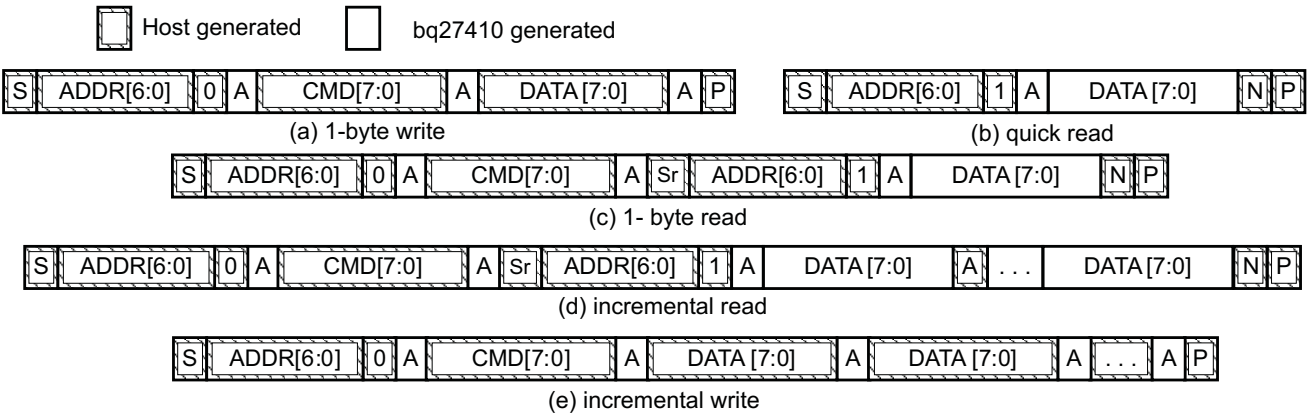 Host generated bq27410 generated
S ADDR[6:0] 0 A CMD[7:0] A DATA [7:0] A P S ADDR[6:0] 1 A DATA [7:0] N P
(a) 1-byte write (b) quick read
S ADDR[6:0] 0 A CMD[7:0] A Sr ADDR[6:0] 1 A DATA [7:0] N P
(c) 1- byte read
S ADDR[6:0] 0 A CMD[7:0] A Sr ADDR[6:0] 1 A DATA [7:0] A . . . DATA [7:0] N P
(d) incremental read
S ADDR[6:0] 0 A CMD[7:0] A DATA [7:0] A DATA [7:0] A . . . A P
(e) incremental write